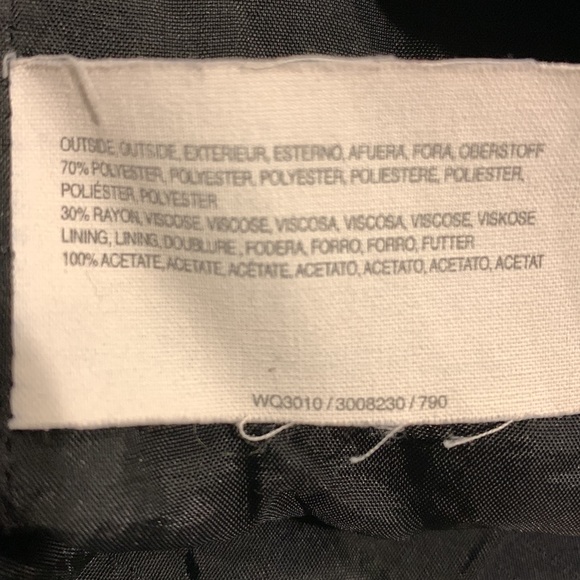 OUTSIDE, OUTSIDE, EXTERIEUR, ESTERNO, AFUERA, FORA, OBERSTOFF
70% POLYESTER, POLYESTER, POLYESTER, POLIESTERE, POLIESTER,
POLIÉSTER, POLYESTER
30% RAYON, VISCOSE, VISCOSE, VISCOSA, VISCOSA, VISCOSE, VISKOSE
LINING, LINING, DOUBLURE, FODERA, FORRO, FORRO, FUTTER
100% ACETATE, ACETATE, ACÉTATE, ACETATO, ACETATO, ACETATO, ACETAT
WQ3010 / 3008230 / 790